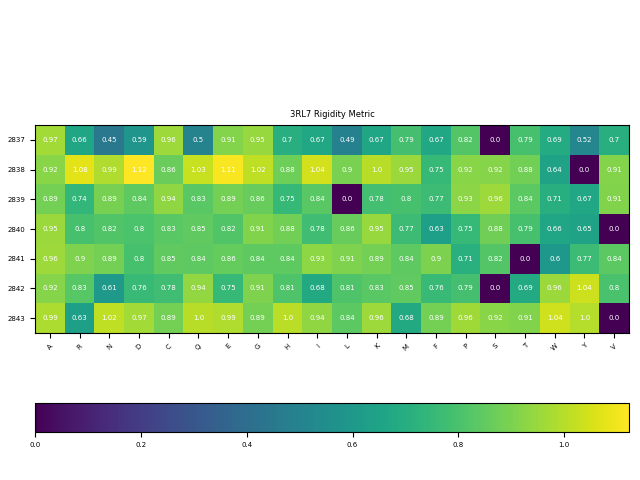 3RL7 Rigidity Metric
2837 0.97 0.66 0.45 0.59 0.96 0.5 0.91 0.95 0.7 0.67 0.49 0.67 0.79 0.67 0.82 0.0 0.79 0.69 0.52 0.7
2838 0.92 1.08 0.99 1.12 0.86 1.03 1.11 1.02 0.88 1.04 0.9 1.0 0.95 0.75 0.92 0.92 0.88 0.64 0.0 0.91
2839 0.89 0.74 0.89 0.84 0.94 0.83 0.89 0.86 0.75 0.84 0.0 0.78 0.8 0.77 0.93 0.96 0.84 0.71 0.67 0.91
2840 0.95 0.8 0.82 0.8 0.83 0.85 0.82 0.91 0.88 0.78 0.86 0.95 0.77 0.63 0.75 0.88 0.79 0.66 0.65 0.0
2841 0.96 0.9 0.89 0.8 0.85 0.84 0.86 0.84 0.84 0.93 0.91 0.89 0.84 0.9 0.71 0.82 0.0 0.6 0.77 0.84
2842 0.92 0.83 0.61 0.76 0.78 0.94 0.75 0.91 0.81 0.68 0.81 0.83 0.85 0.76 0.79 0.0 0.69 0.96 1.04 0.8
2843 0.99 0.63 1.02 0.97 0.89 1.0 0.99 0.89 1.0 0.94 0.84 0.96 0.68 0.89 0.96 0.92 0.91 1.04 1.0 0.0
A R N D C Q E G H I L K M F P S T W Y V
0.0 0.2 0.4 0.6 0.8 1.0